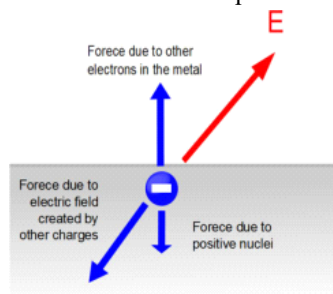 E
Forece due to other
electrons in the metal
Forece due to
electric field
created by
other charges
Forece due to
positive nuclei